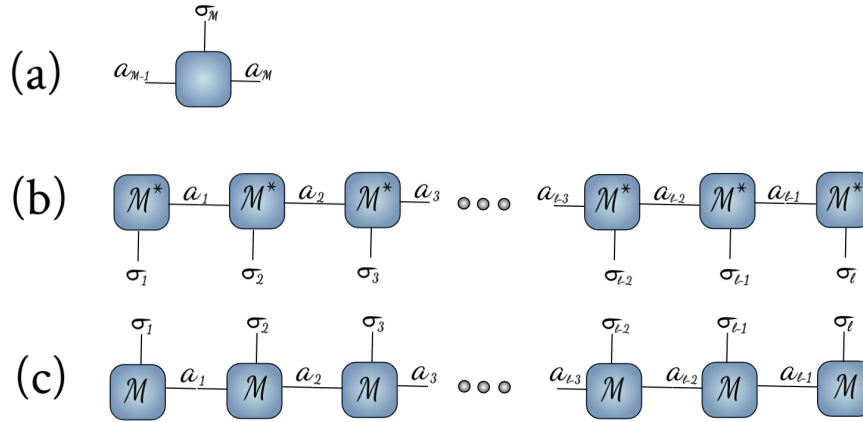 σ_M
(a) a_{M-1} a_M
(b) M* a_1 M* a_2 M* a_3 a_{ℓ-3} M* a_{ℓ-2} M* a_{ℓ-1} M*
σ_1 σ_2 σ_3 σ_{ℓ-2} σ_{ℓ-1} σ_ℓ
σ_1 σ_2 σ_3 σ_{ℓ-2} σ_{ℓ-1} σ_ℓ
(c) M a_1 M a_2 M a_3 a_{ℓ-3} M a_{ℓ-2} M a_{ℓ-1} M